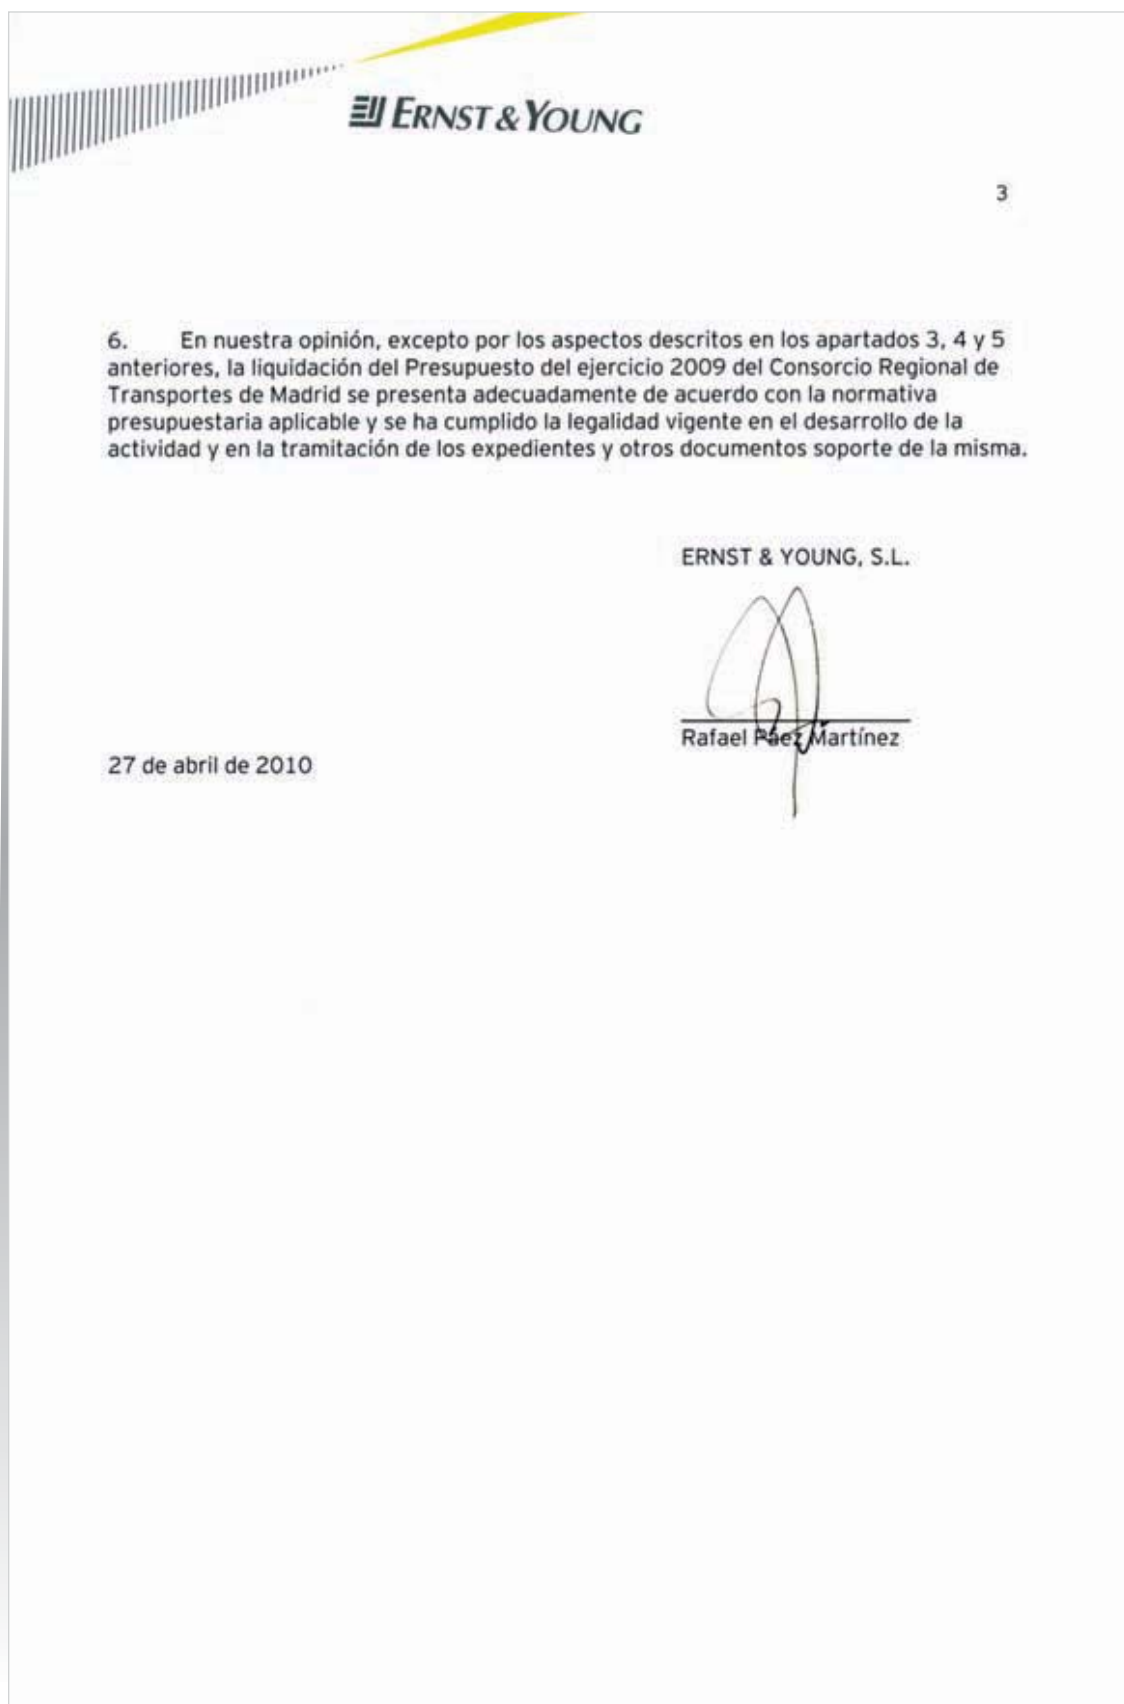 ERNST & YOUNG
3
6. En nuestra opinión, excepto por los aspectos descritos en los apartados 3, 4 y 5
anteriores, la liquidación del Presupuesto del ejercicio 2009 del Consorcio Regional de
Transportes de Madrid se presenta adecuadamente de acuerdo con la normativa
presupuestaria aplicable y se ha cumplido la legalidad vigente en el desarrollo de la
actividad y en la tramitación de los expedientes y otros documentos soporte de la misma.
ERNST & YOUNG, S.L.
Rafael Páez Martínez
27 de abril de 2010